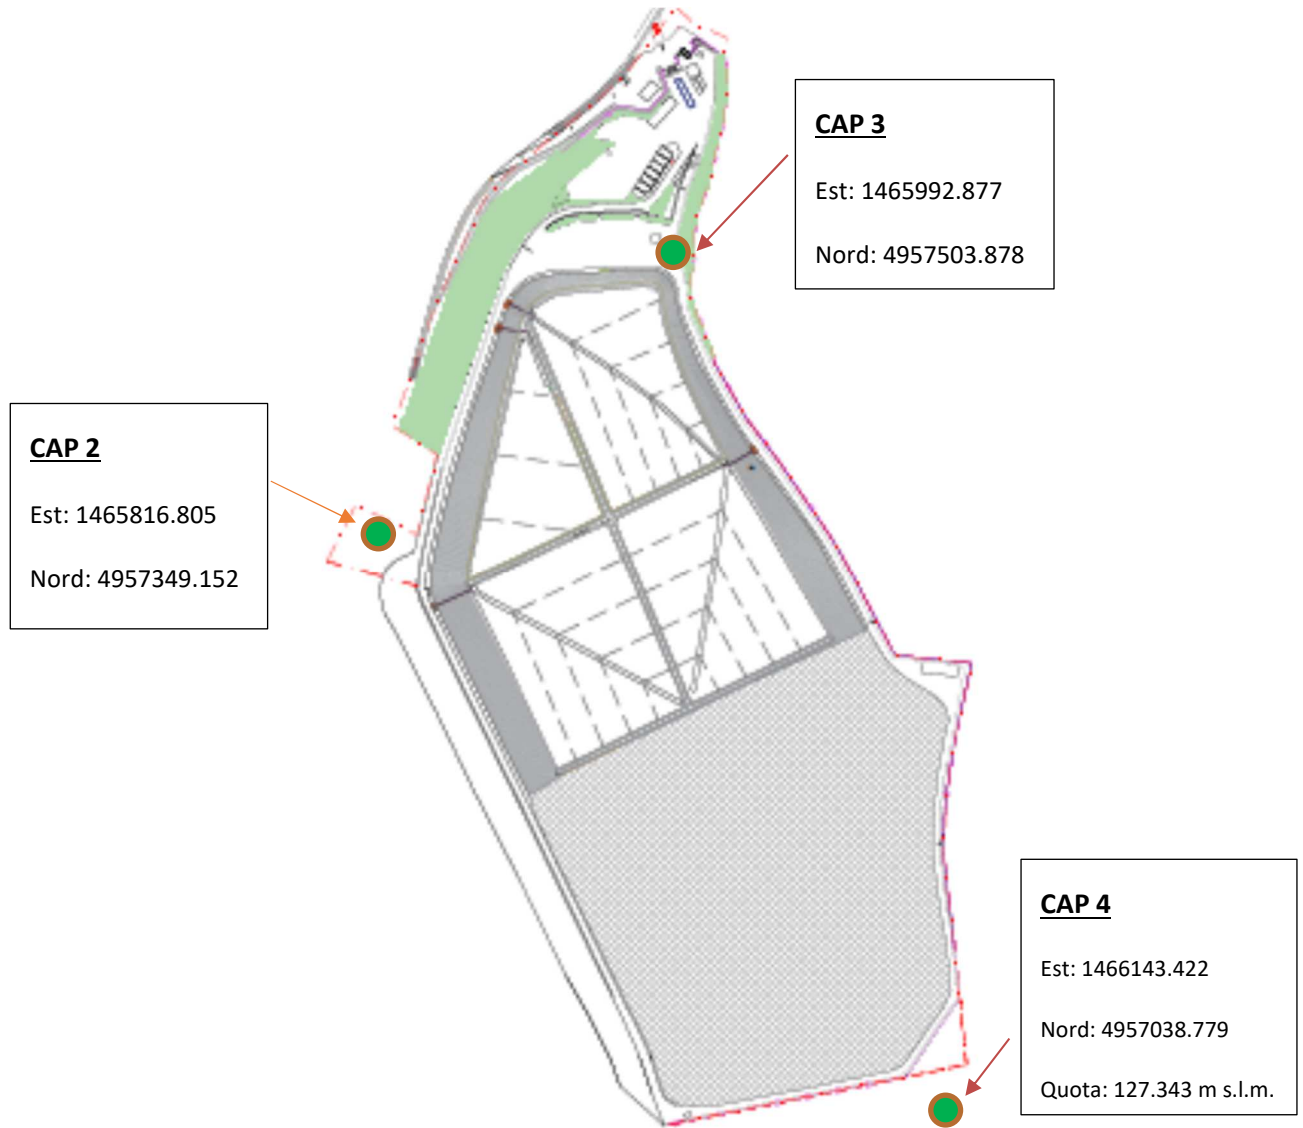 CAP 3
Est: 1465992.877
Nord: 4957503.878
CAP 2
Est: 1465816.805
Nord: 4957349.152
CAP 4
Est: 1466143.422
Nord: 4957038.779
Quota: 127.343 m s.l.m.